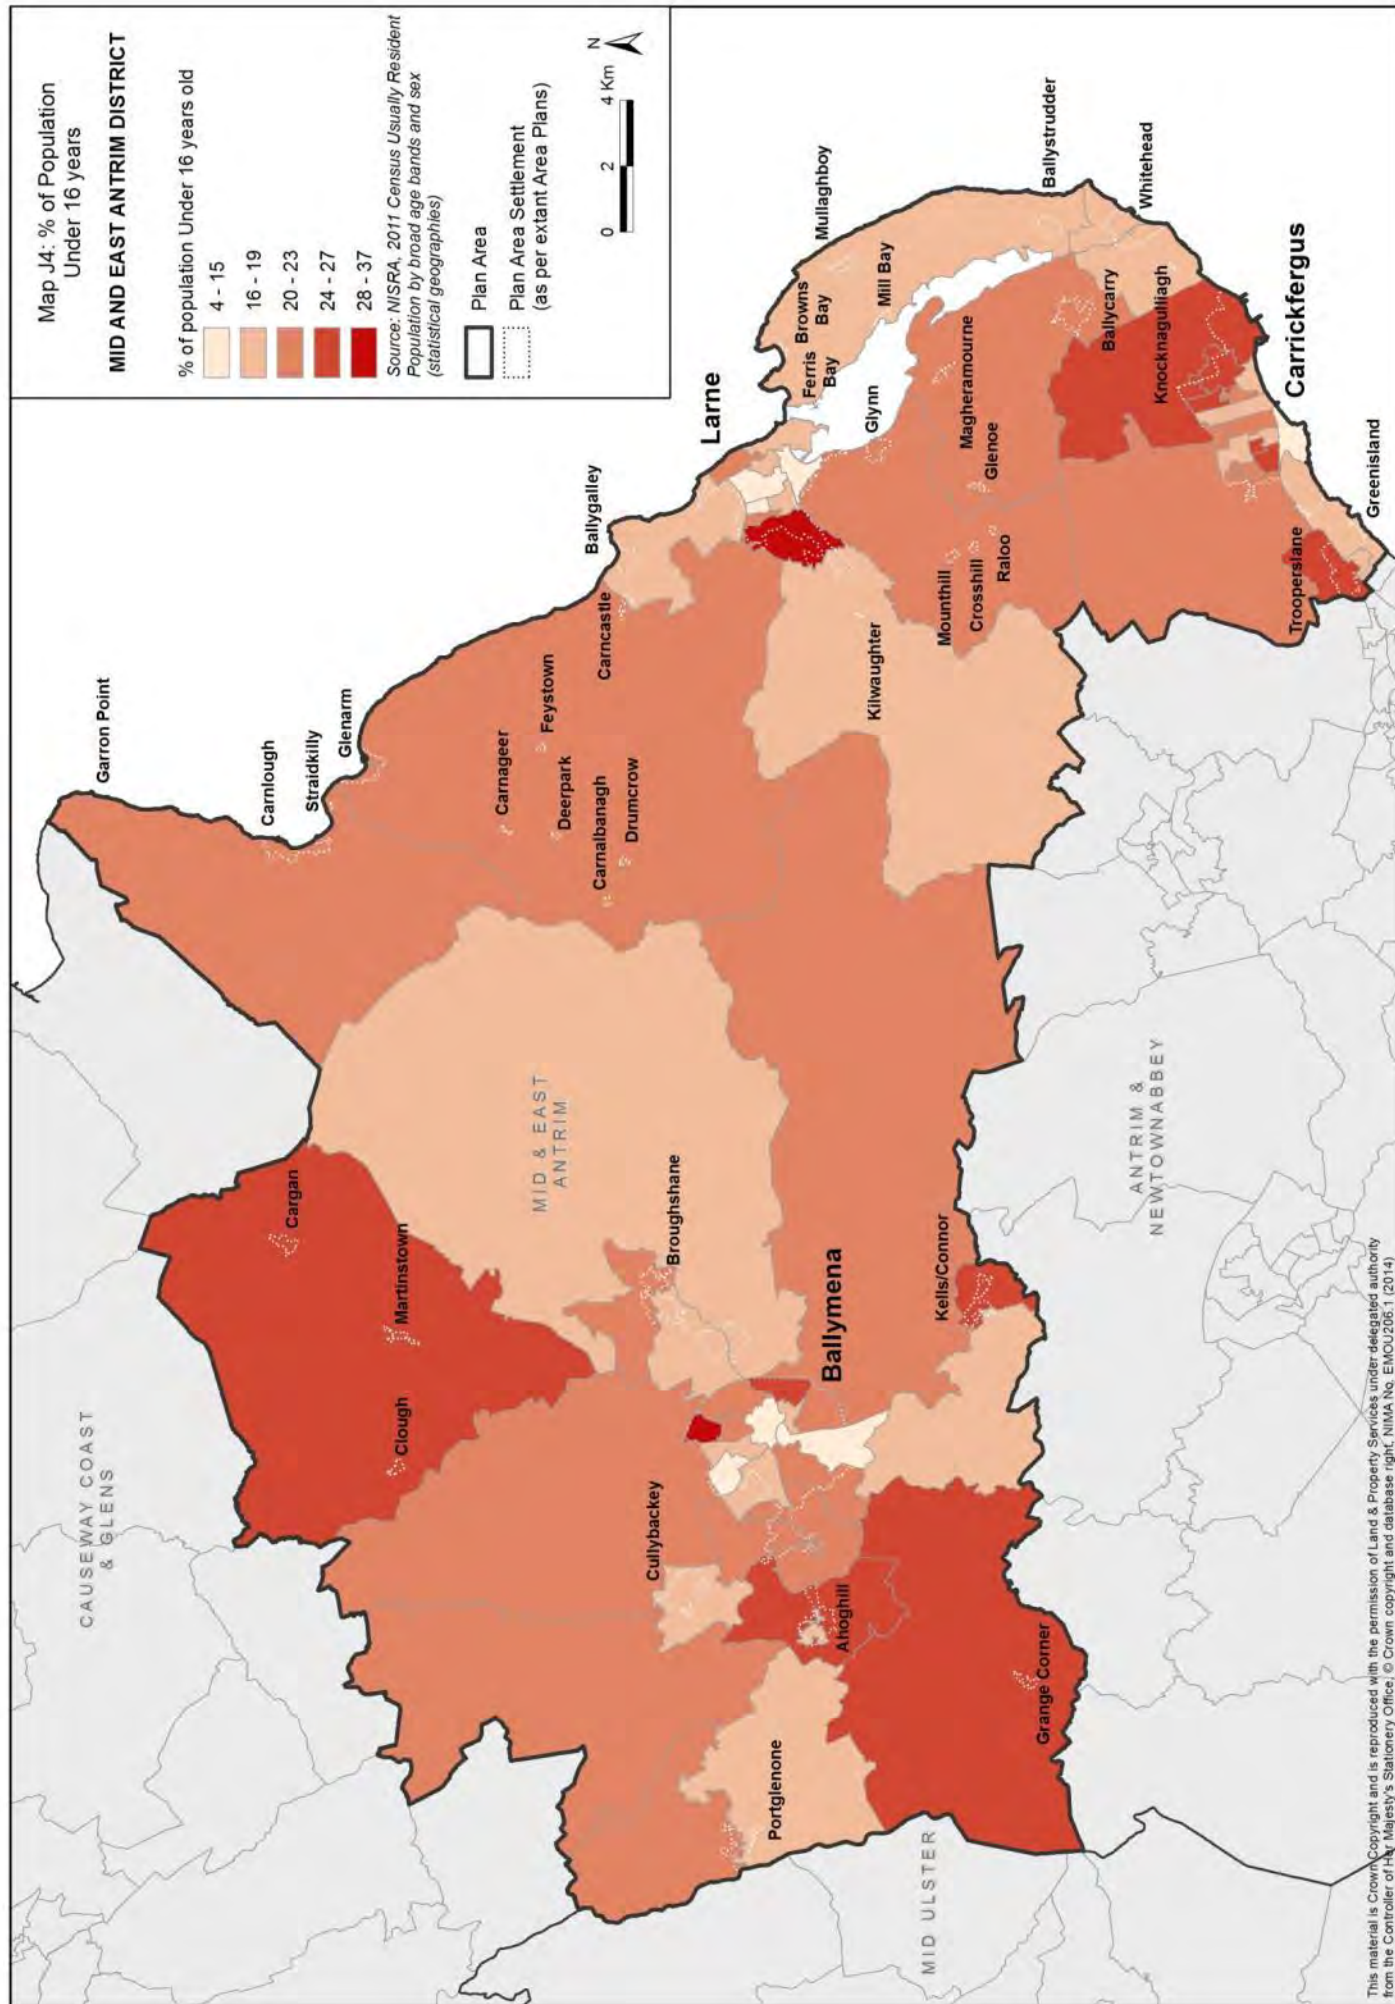 Map J4: % of Population
Under 16 years
MID AND EAST ANTRIM DISTRICT
% of population Under 16 years old
4 - 15
16 - 19
20 - 23
24 - 27
28 - 37
Source: NISRA, 2011 Census Usually Resident
Population by broad age bands and sex
(statistical geographies)
Plan Area
Plan Area Settlement
(as per extant Area Plans)
0
2
4 Km
N
CAUSEWAY COAST
& GLENS
Garron Point
Carnlough
Straidkilly
Glenarm
Cargan
Martinstown
Clough
Carnageer
Feystown
Deerpark
Carnalbanagh
Drumcrow
Carncastle
Ballygalley
MID & EAST
ANTRIM
Cullybackey
Broughshane
Larne
Portglenone
Ahoghill
Ballymena
Kilwaughter
Ferris
Bay
Browns
Bay
Mullaghboy
Mill Bay
Glynn
Magheramourne
Glenoe
Mounthill
Crosshill
Raloo
Kells/Connor
Grange Corner
MID ULSTER
Ballystrudder
Whitehead
Ballycarry
Knocknagulliagh
Carrickfergus
Trooperslane
Greenisland
ANTRIM &
NEWTOWNABBEY
This material is Crown Copyright and is reproduced with the permission of Land & Property Services under delegated authority
from the Controller of Her Majesty's Stationery Office, © Crown copyright and database right, NIMA No. EMOU206.1 (2014)